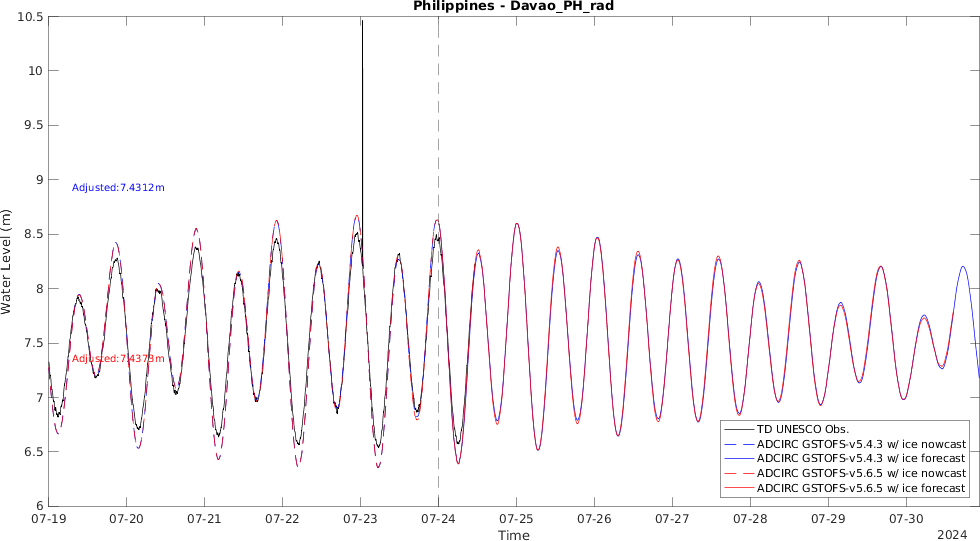 Philippines - Davao_PH_rad
10.5
10
9.5
9
8.5
8
7.5
7
6.5
6
Water Level (m)
Adjusted:7.4312m
Adjusted:7.4373m
TD UNESCO Obs.
ADCIRC GSTOFS-v5.4.3 w/ ice nowcast
ADCIRC GSTOFS-v5.4.3 w/ ice forecast
ADCIRC GSTOFS-v5.6.5 w/ ice nowcast
ADCIRC GSTOFS-v5.6.5 w/ ice forecast
07-19 07-20 07-21 07-22 07-23 07-24 07-25 07-26 07-27 07-28 07-29 07-30
Time
2024